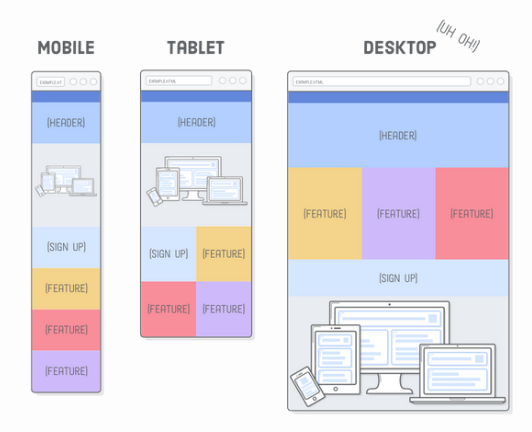 MOBILE
EXAMPLE.HT
(HEADER)
(SIGN UP)
(FEATURE)
(FEATURE)
(FEATURE)
TABLET
EXAMPLE.HTML
(HEADER)
(SIGN UP) (FEATURE)
(FEATURE) (FEATURE)
DESKTOP (UH OH!)
EXAMPLE.HTML
(HEADER)
(FEATURE) (FEATURE) (FEATURE)
(SIGN UP)